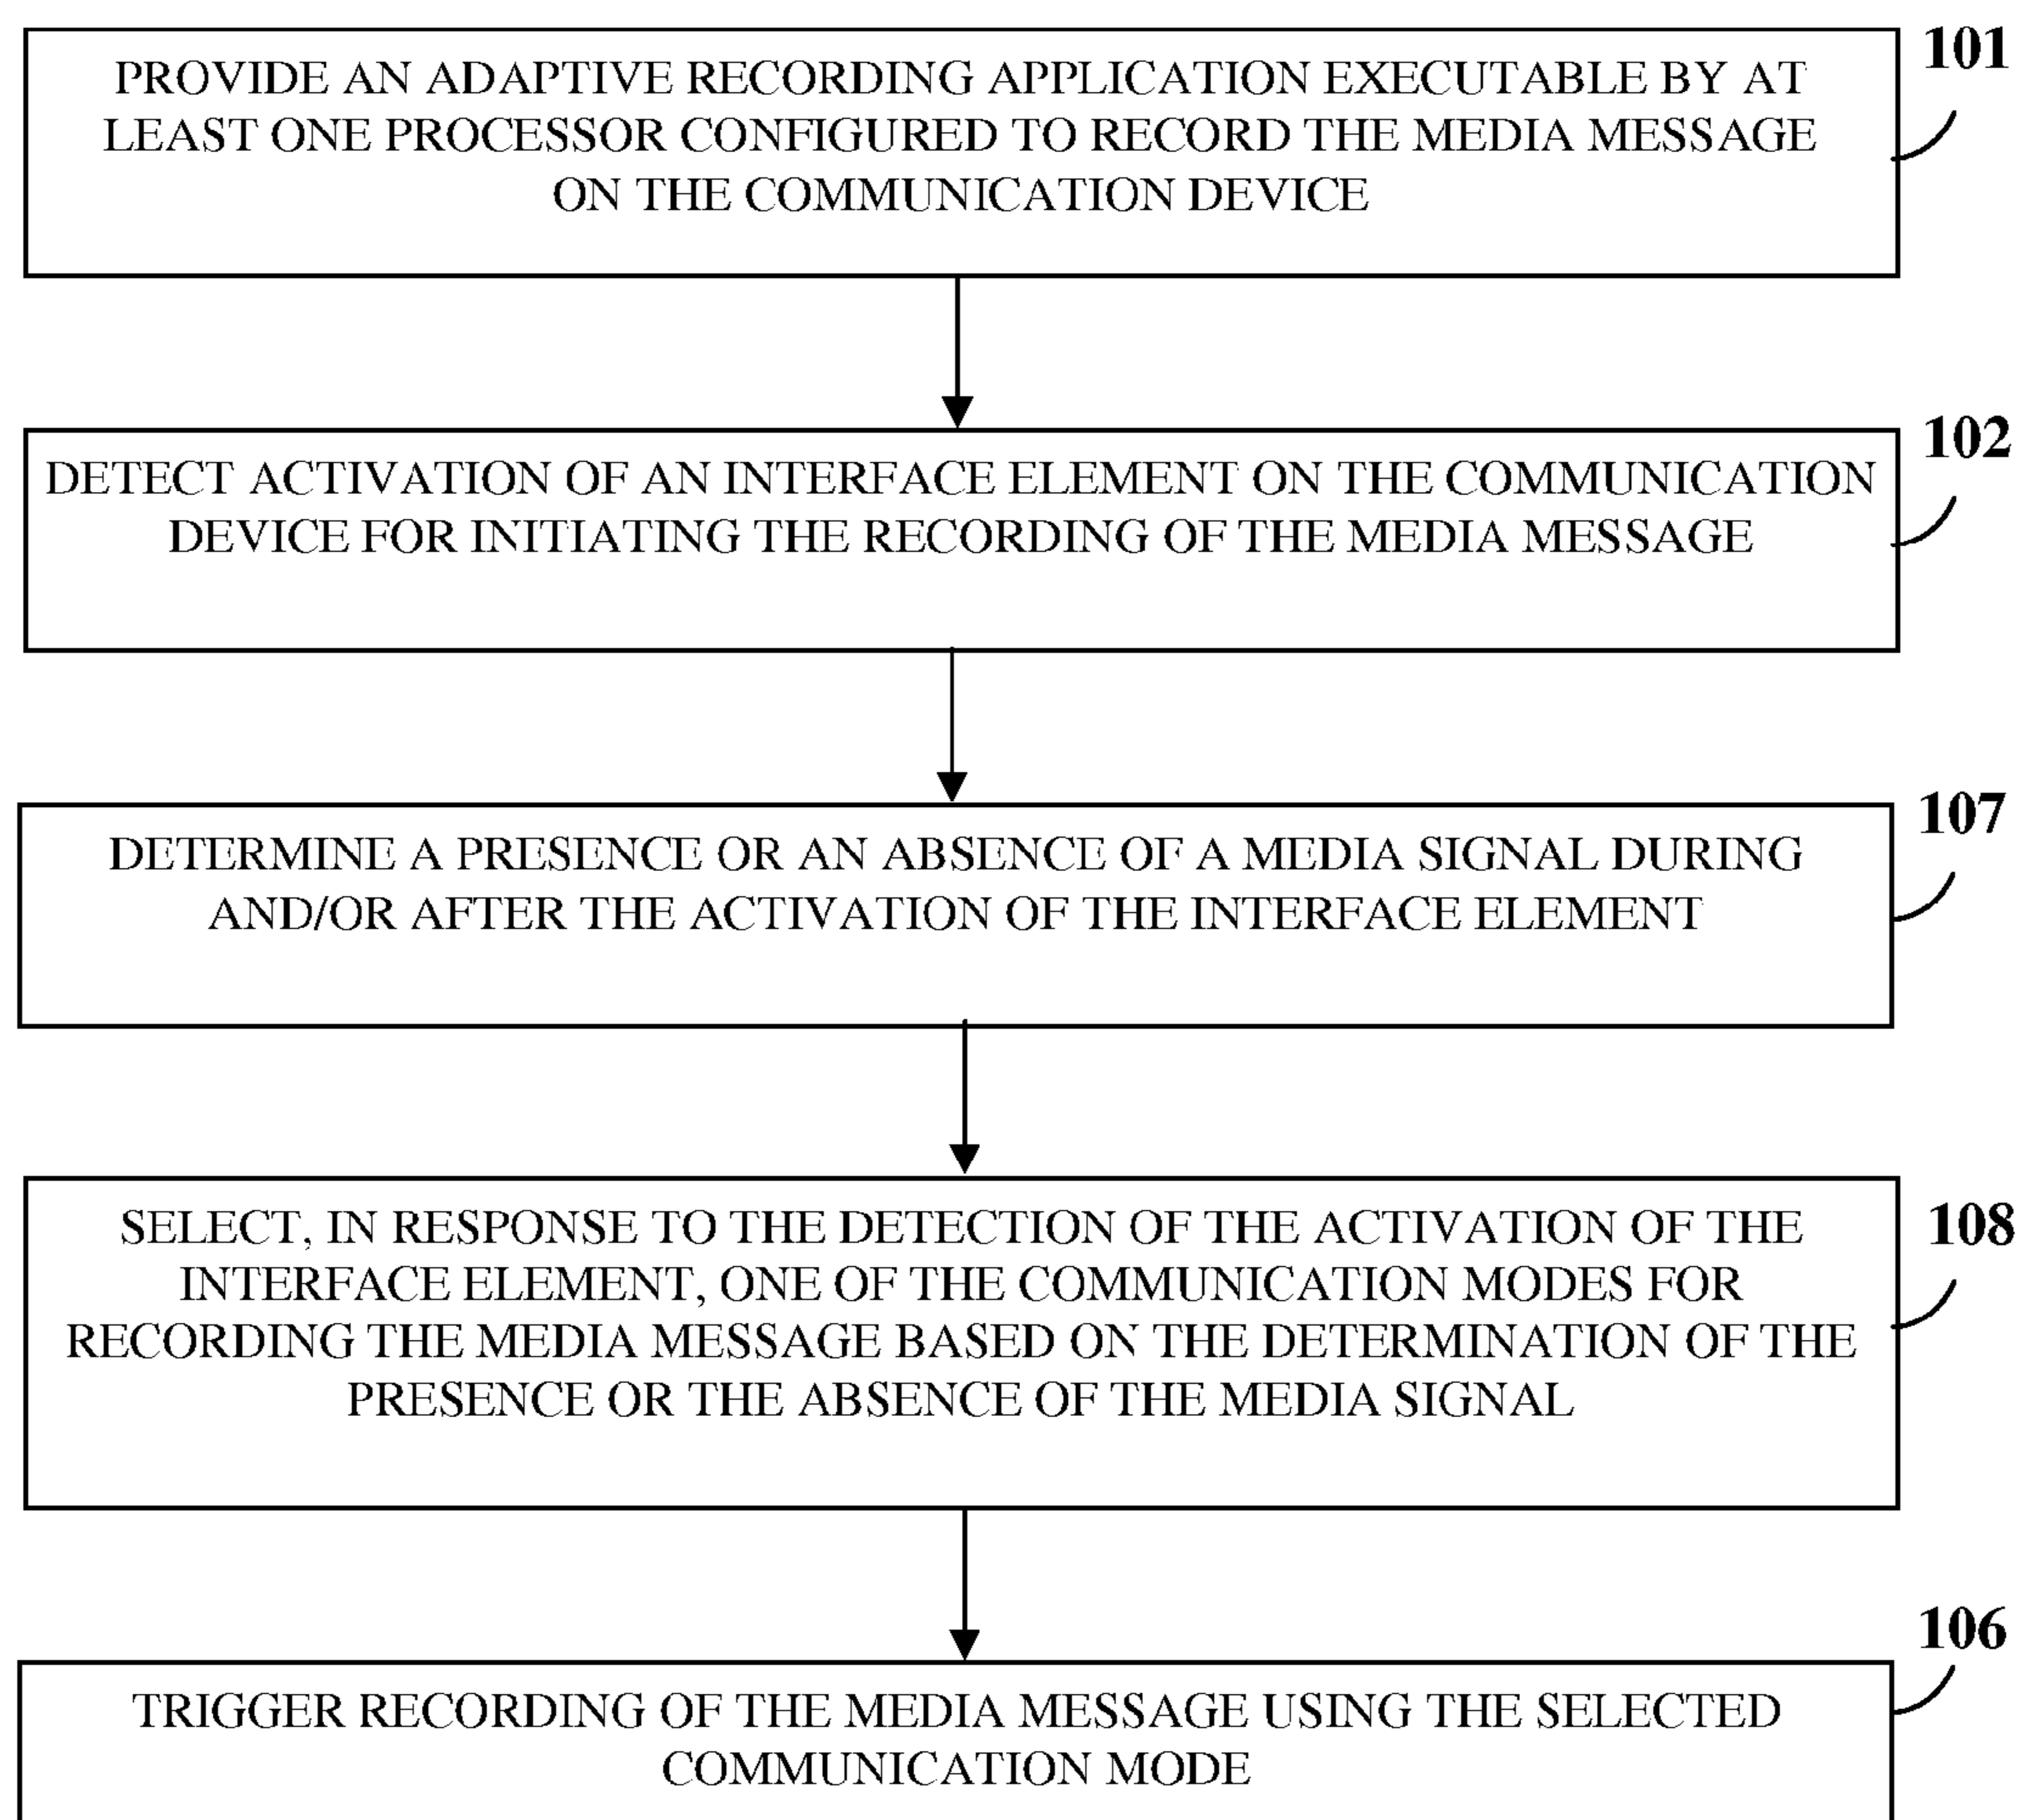 101
PROVIDE AN ADAPTIVE RECORDING APPLICATION EXECUTABLE BY AT
LEAST ONE PROCESSOR CONFIGURED TO RECORD THE MEDIA MESSAGE
ON THE COMMUNICATION DEVICE
102
DETECT ACTIVATION OF AN INTERFACE ELEMENT ON THE COMMUNICATION
DEVICE FOR INITIATING THE RECORDING OF THE MEDIA MESSAGE
107
DETERMINE A PRESENCE OR AN ABSENCE OF A MEDIA SIGNAL DURING
AND/OR AFTER THE ACTIVATION OF THE INTERFACE ELEMENT
108
SELECT, IN RESPONSE TO THE DETECTION OF THE ACTIVATION OF THE
INTERFACE ELEMENT, ONE OF THE COMMUNICATION MODES FOR
RECORDING THE MEDIA MESSAGE BASED ON THE DETERMINATION OF THE
PRESENCE OR THE ABSENCE OF THE MEDIA SIGNAL
106
TRIGGER RECORDING OF THE MEDIA MESSAGE USING THE SELECTED
COMMUNICATION MODE